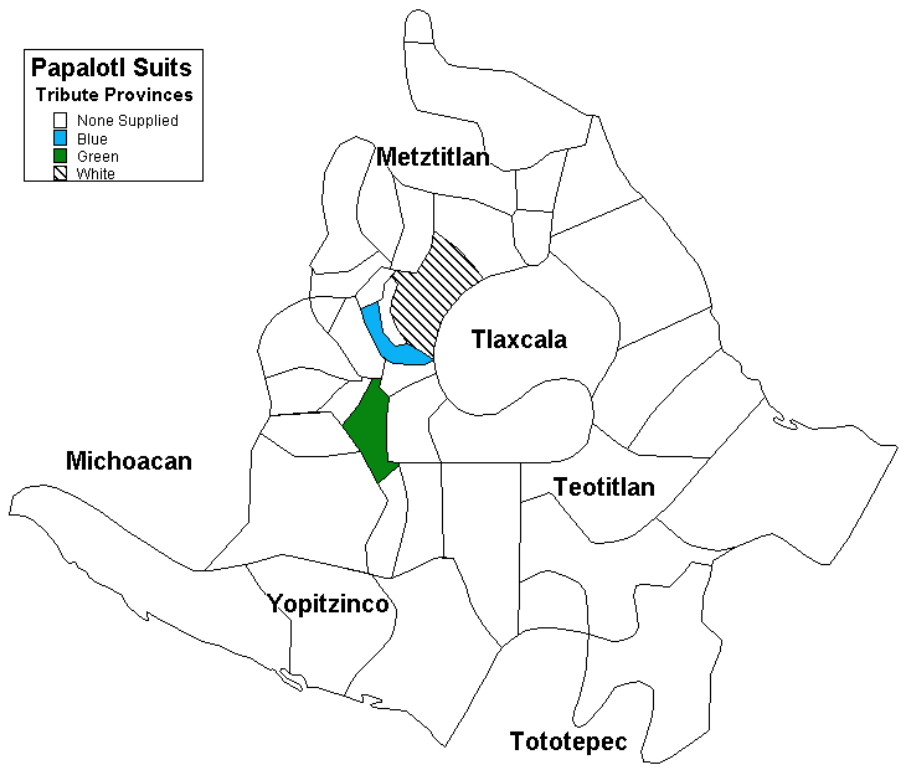 Papalotl Suits
Tribute Provinces
None Supplied
Blue
Green
White
Metztitlan
Tlaxcala
Michoacan
Teotitlan
Yopitzinco
Tototepec